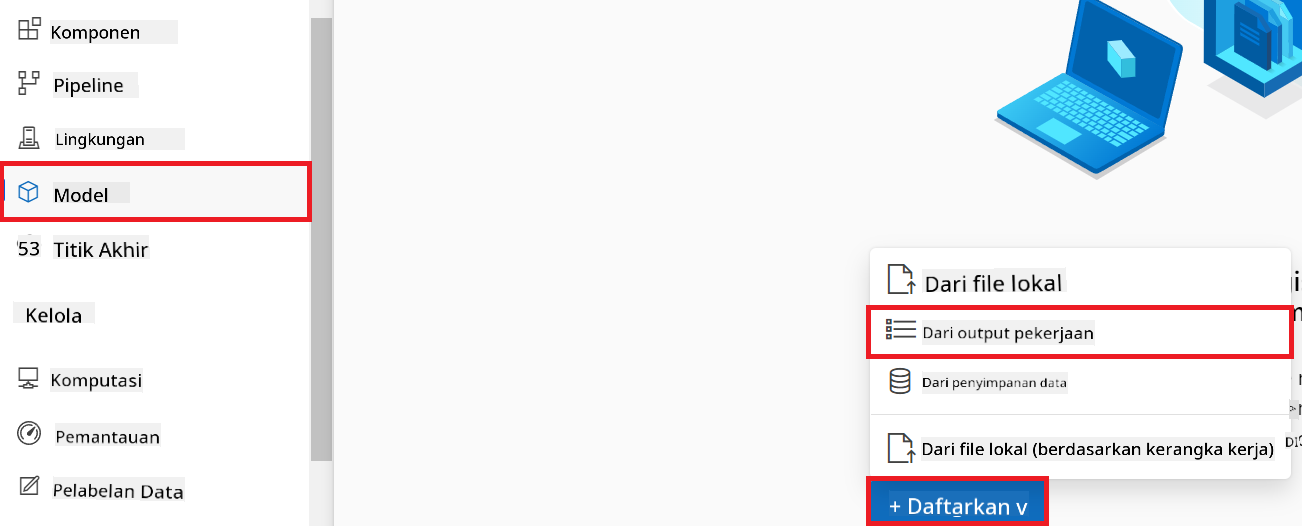 Komponen
Pipeline
Lingkungan
Model
53 Titik Akhir
Kelola
Komputasi
Pemantauan
Pelabelan Data
Dari file lokal
Dari output pekerjaan
Dari penyimpanan data
Dari file lokal (berdasarkan kerangka kerja)
+ Daftarkan v